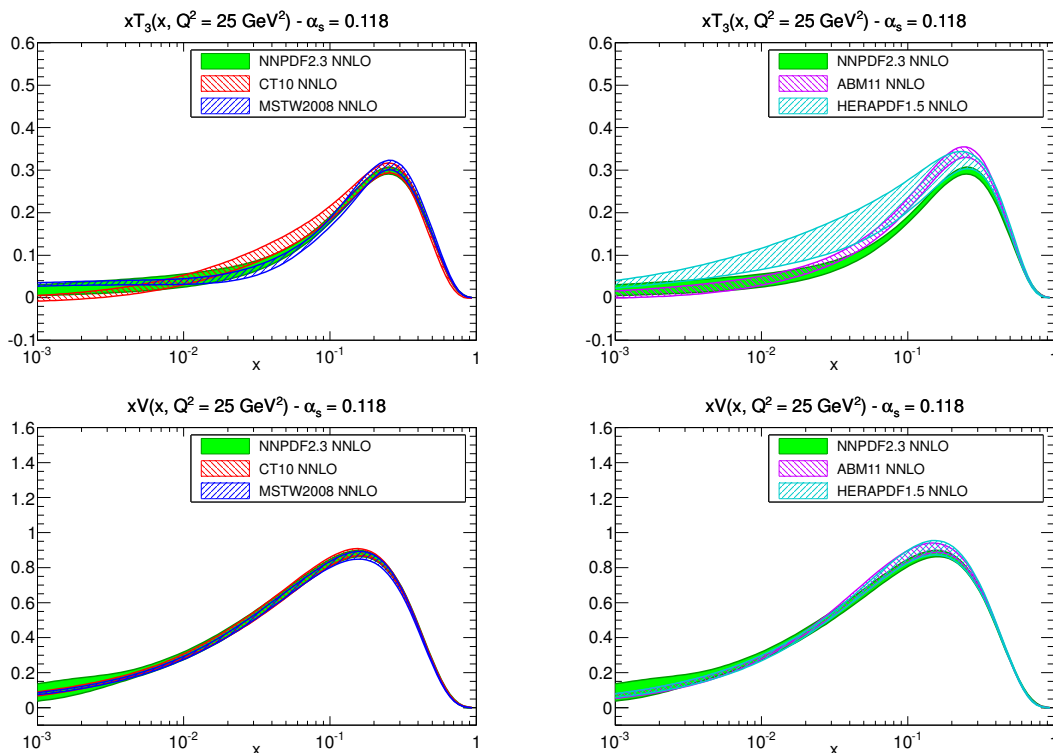 xT₃(x, Q² = 25 GeV²) - αₛ = 0.118
0.6
0.5
0.4
0.3
0.2
0.1
0
-0.1
NNPDF2.3 NNLO
CT10 NNLO
MSTW2008 NNLO
10⁻³ 10⁻² 10⁻¹ 1
x
xT₃(x, Q² = 25 GeV²) - αₛ = 0.118
0.6
0.5
0.4
0.3
0.2
0.1
0
-0.1
NNPDF2.3 NNLO
ABM11 NNLO
HERAPDF1.5 NNLO
10⁻³ 10⁻² 10⁻¹ 1
x
xV(x, Q² = 25 GeV²) - αₛ = 0.118
1.6
1.4
1.2
1
0.8
0.6
0.4
0.2
0
NNPDF2.3 NNLO
CT10 NNLO
MSTW2008 NNLO
10⁻³ 10⁻² 10⁻¹ 1
x
xV(x, Q² = 25 GeV²) - αₛ = 0.118
1.6
1.4
1.2
1
0.8
0.6
0.4
0.2
0
NNPDF2.3 NNLO
ABM11 NNLO
HERAPDF1.5 NNLO
10⁻³ 10⁻² 10⁻¹ 1
x